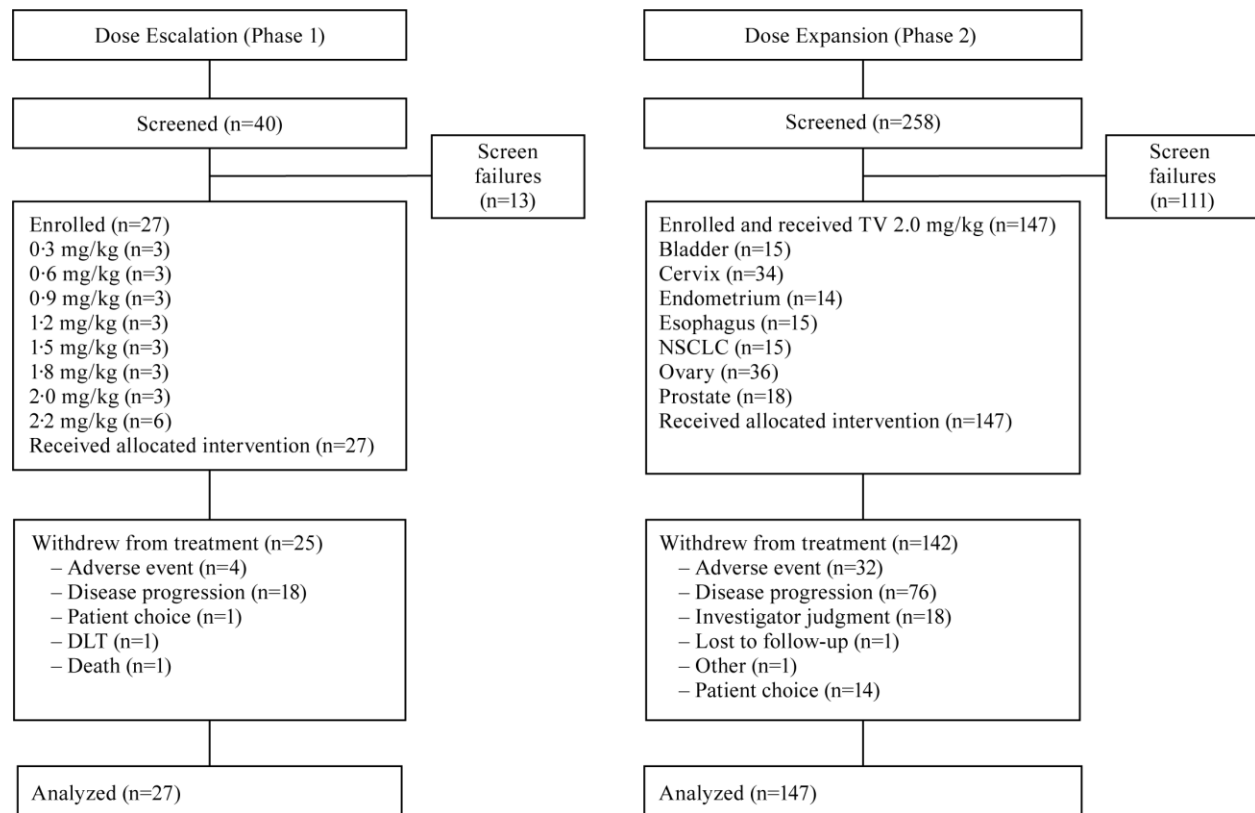 Dose Escalation (Phase 1)
Screened (n=40)
Screen
failures
(n=13)
Enrolled (n=27)
0·3 mg/kg (n=3)
0·6 mg/kg (n=3)
0·9 mg/kg (n=3)
1·2 mg/kg (n=3)
1·5 mg/kg (n=3)
1·8 mg/kg (n=3)
2·0 mg/kg (n=3)
2·2 mg/kg (n=6)
Received allocated intervention (n=27)
Withdrew from treatment (n=25)
– Adverse event (n=4)
– Disease progression (n=18)
– Patient choice (n=1)
– DLT (n=1)
– Death (n=1)
Analyzed (n=27)
Dose Expansion (Phase 2)
Screened (n=258)
Screen
failures
(n=111)
Enrolled and received TV 2.0 mg/kg (n=147)
Bladder (n=15)
Cervix (n=34)
Endometrium (n=14)
Esophagus (n=15)
NSCLC (n=15)
Ovary (n=36)
Prostate (n=18)
Received allocated intervention (n=147)
Withdrew from treatment (n=142)
– Adverse event (n=32)
– Disease progression (n=76)
– Investigator judgment (n=18)
– Lost to follow-up (n=1)
– Other (n=1)
– Patient choice (n=14)
Analyzed (n=147)